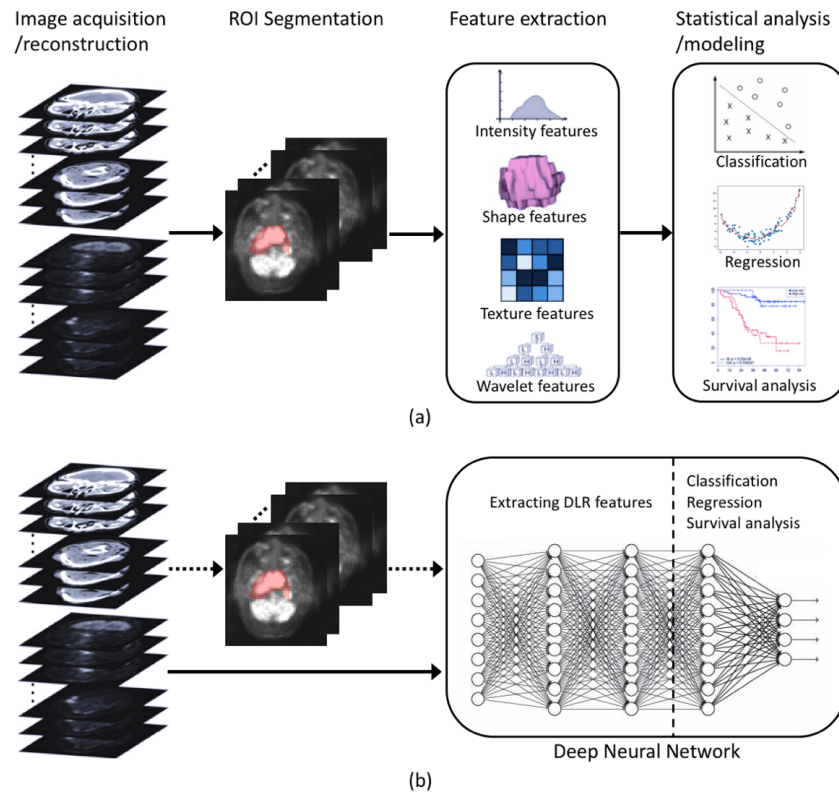 Image acquisition
/reconstruction
ROI Segmentation
Feature extraction
Statistical analysis
/modeling
Intensity features
Shape features
Texture features
Wavelet features
Classification
Regression
Survival analysis
(a)
Extracting DLR features
Classification
Regression
Survival analysis
Deep Neural Network
(b)